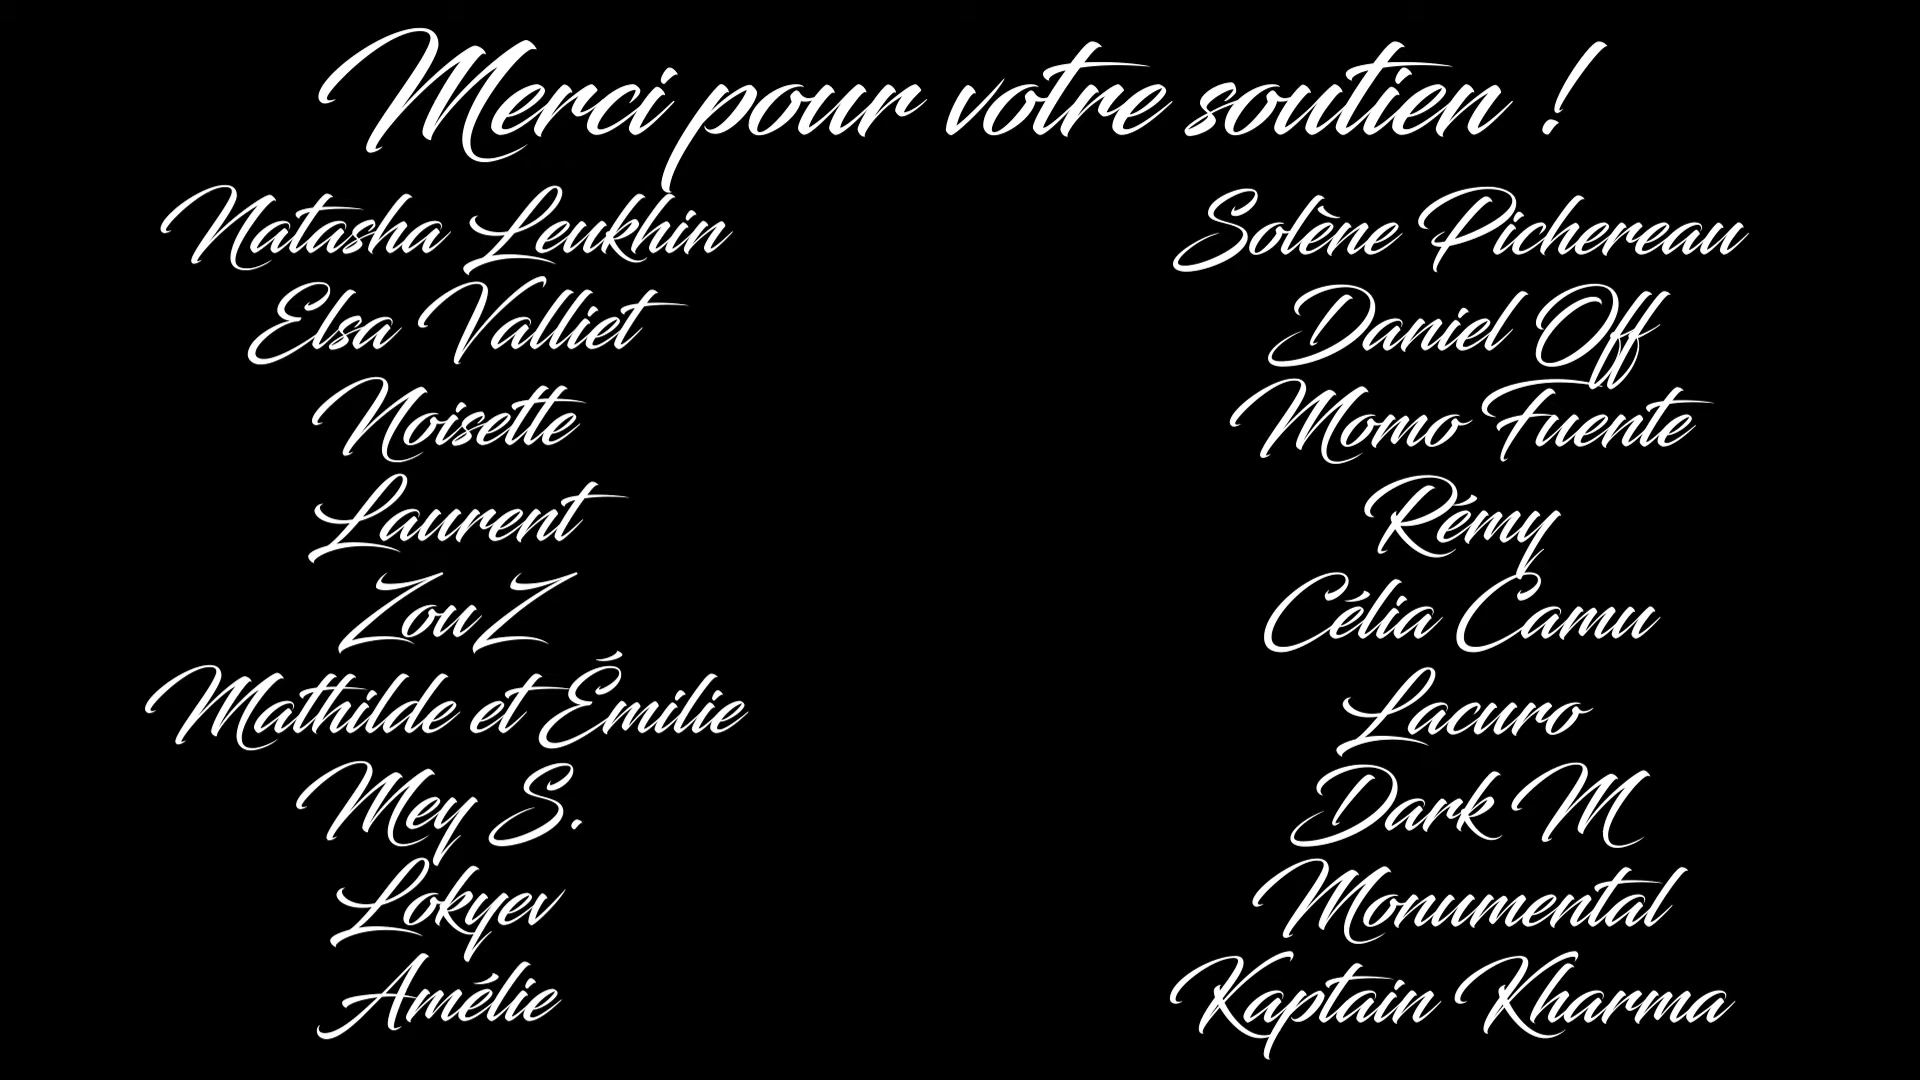 Merci pour votre soutien !
Natasha Leukhin
Elsa Valliet
Noisette
Laurent
ZouZ
Mathilde et Émilie
Mey S.
Lokyev
Amélie
Solène Pichereau
Daniel Off
Momo Fuente
Rémy
Célia Camu
Lacuro
Dark M
Monumental
Kaptain Kharma